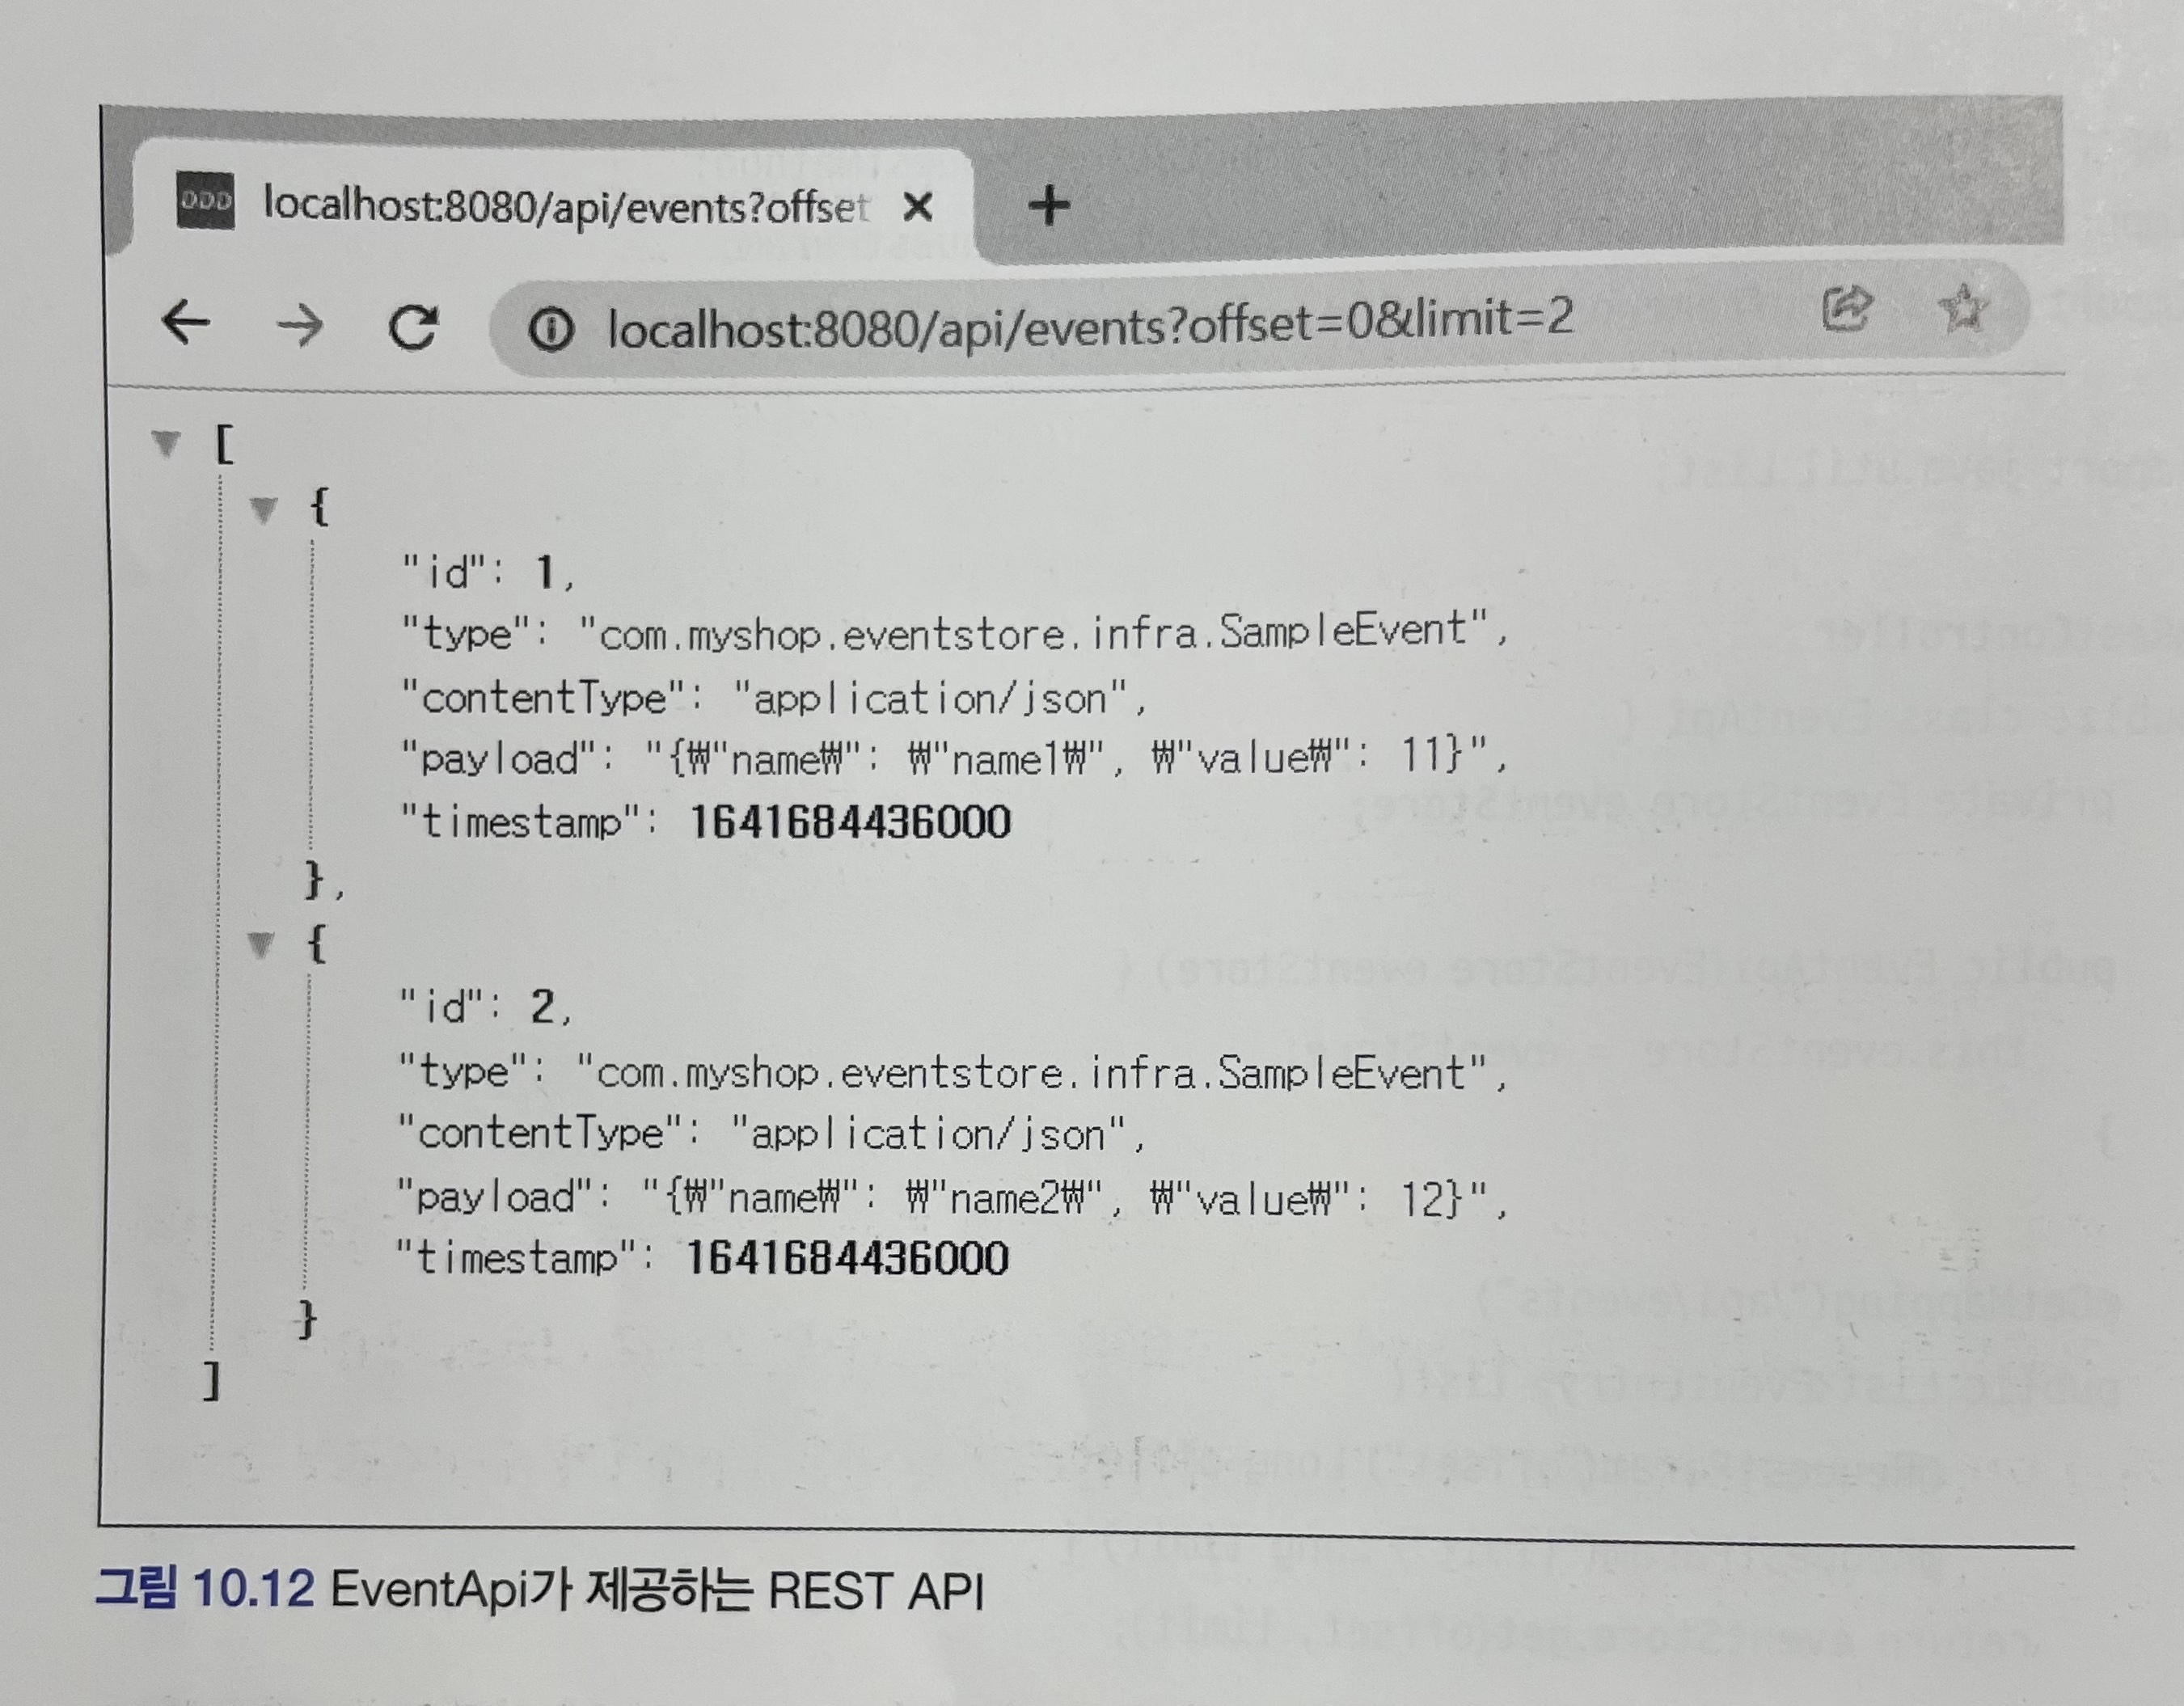 DDD localhost:8080/api/events?offset
localhost:8080/api/events?offset=0&limit=2
[
{
"id": 1,
"type": "com.myshop.eventstore.infra.SampleEvent",
"contentType": "application/json",
"payload": "{₩"name₩": ₩"name1₩", ₩"value₩": 11}",
"timestamp": 1641684436000
},
{
"id": 2,
"type": "com.myshop.eventstore.infra.SampleEvent",
"contentType": "application/json",
"payload": "{₩"name₩": ₩"name2₩", ₩"value₩": 12}",
"timestamp": 1641684436000
}
]
그림 10.12 EventApi가 제공하는 REST API